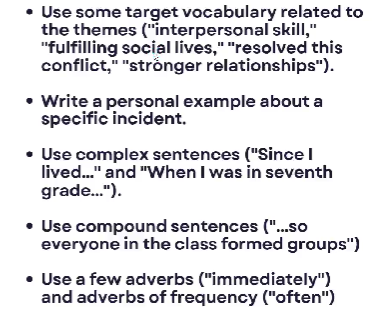 • Use some target vocabulary related to
the themes ("interpersonal skill,"
"fulfilling social lives," "resolved this
conflict," "stronger relationships").
• Write a personal example about a
specific incident.
• Use complex sentences ("Since I
lived..." and "When I was in seventh
grade...").
• Use compound sentences ("...so
everyone in the class formed groups")
• Use a few adverbs ("immediately")
and adverbs of frequency ("often")